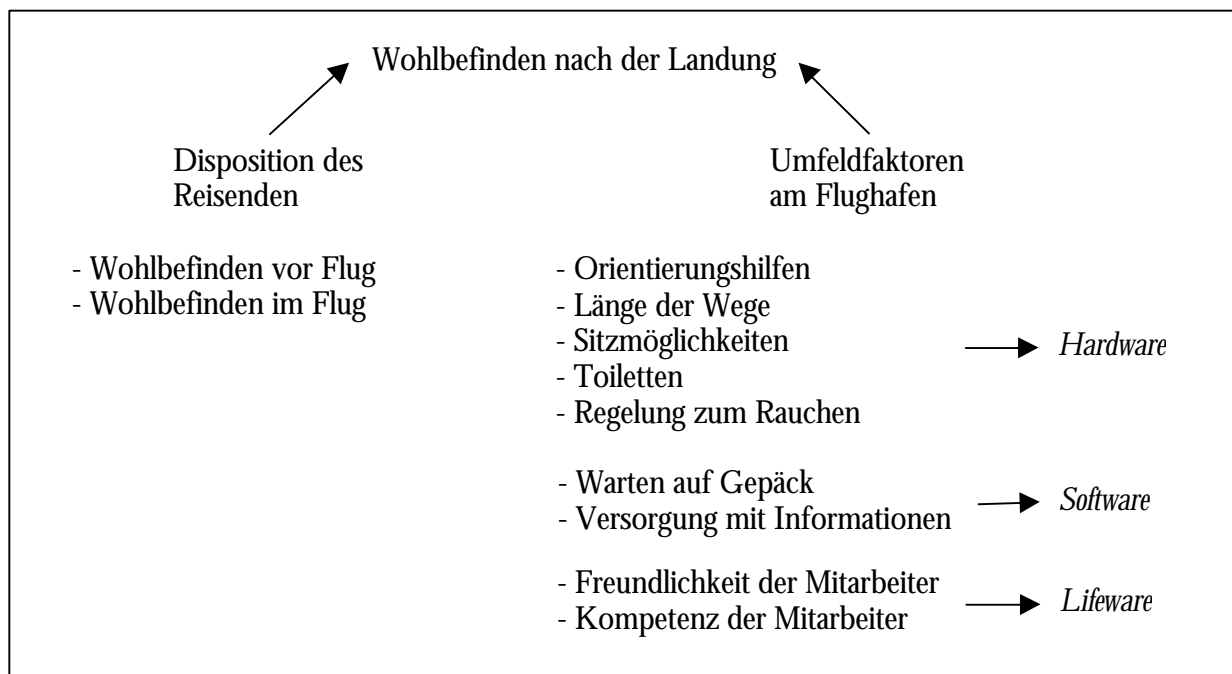 Wohlbefinden nach der Landung
Disposition des
Reisenden
Umfeldfaktoren
am Flughafen
- Wohlbefinden vor Flug
- Wohlbefinden im Flug
- Orientierungshilfen
- Länge der Wege
- Sitzmöglichkeiten
- Toiletten
- Regelung zum Rauchen
Hardware
- Warten auf Gepäck
- Versorgung mit Informationen
Software
- Freundlichkeit der Mitarbeiter
- Kompetenz der Mitarbeiter
Lifeware